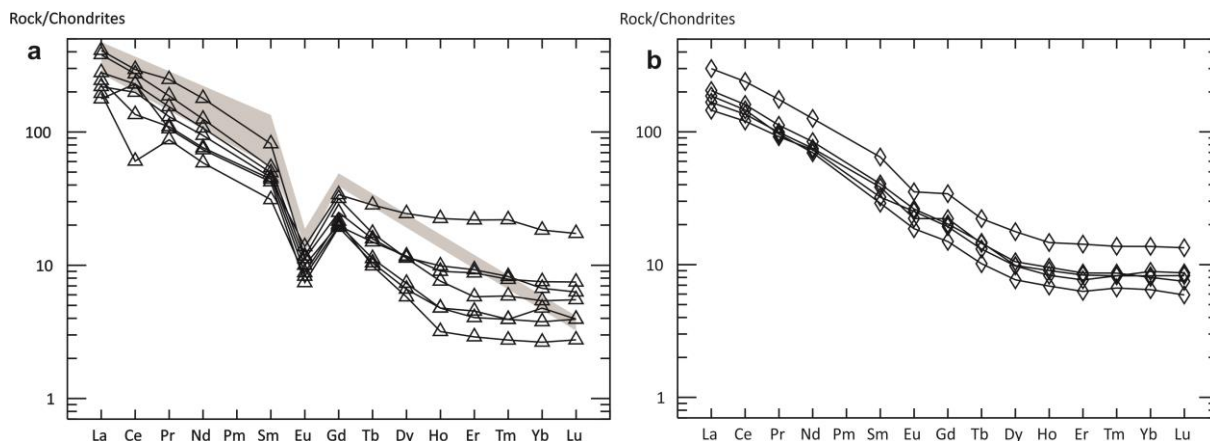 Rock/Chondrites
a
100
10
1
La Ce Pr Nd Pm Sm Eu Gd Tb Dy Ho Er Tm Yb Lu
Rock/Chondrites
b
100
10
1
La Ce Pr Nd Pm Sm Eu Gd Tb Dy Ho Er Tm Yb Lu